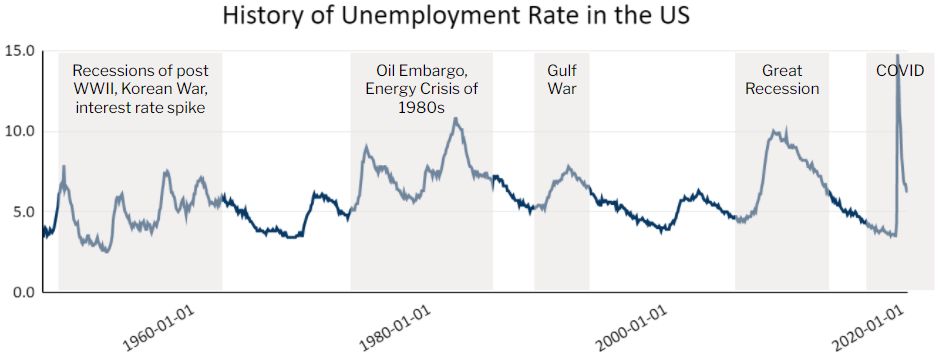 History of Unemployment Rate in the US
15.0
10.0
5.0
0.0
Recessions of post
WWII, Korean War,
interest rate spike
Oil Embargo,
Energy Crisis of
1980s
Gulf
War
Great
Recession
COVID
1960-01-01
1980-01-01
2000-01-01
2020-01-01